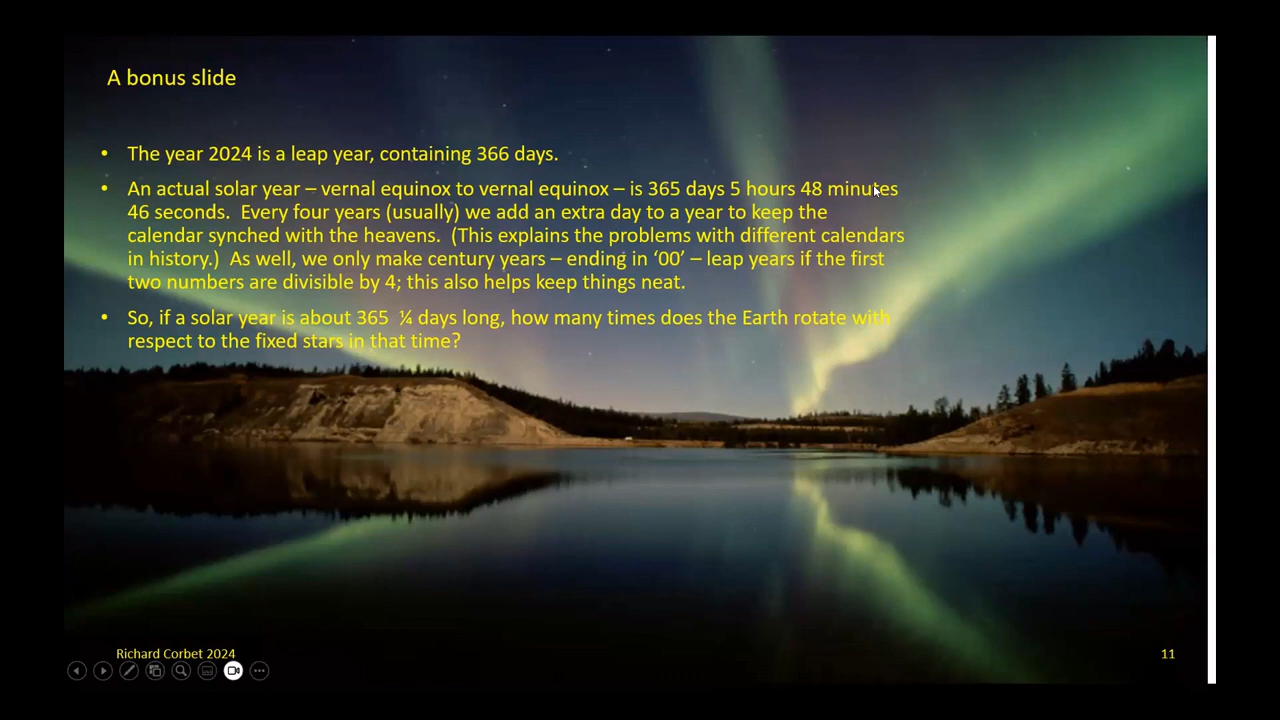 A bonus slide
• The year 2024 is a leap year, containing 366 days.
• An actual solar year – vernal equinox to vernal equinox – is 365 days 5 hours 48 minutes
46 seconds.  Every four years (usually) we add an extra day to a year to keep the
calendar synched with the heavens.  (This explains the problems with different calendars
in history.)  As well, we only make century years – ending in ‘00’ – leap years if the first
two numbers are divisible by 4; this also helps keep things neat.
• So, if a solar year is about 365  ¼ days long, how many times does the Earth rotate with
respect to the fixed stars in that time?
Richard Corbet 2024
11